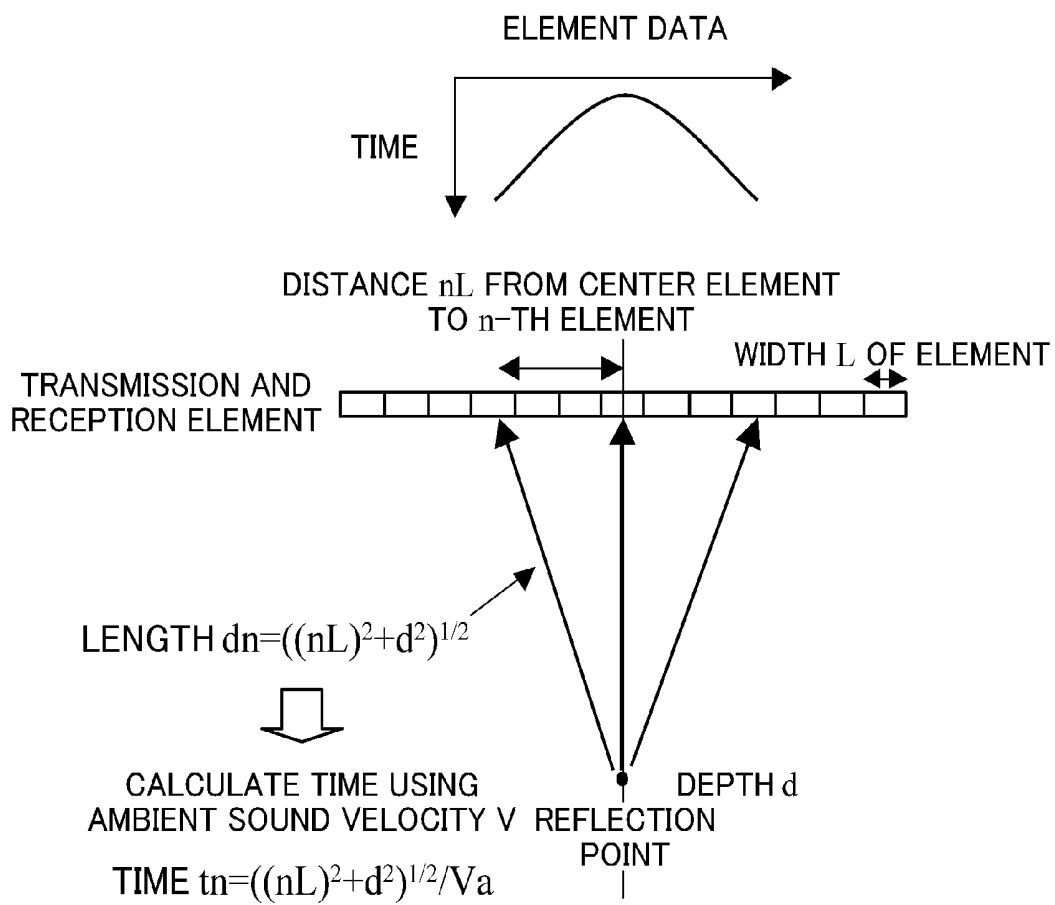 ELEMENT DATA
TIME
DISTANCE nL FROM CENTER ELEMENT
TO n-TH ELEMENT
WIDTH L OF ELEMENT
TRANSMISSION AND
RECEPTION ELEMENT
LENGTH dn=((nL)²+d²)¹/²
DEPTH d
CALCULATE TIME USING
AMBIENT SOUND VELOCITY V
REFLECTION
POINT
TIME tn=((nL)²+d²)¹/²/Va